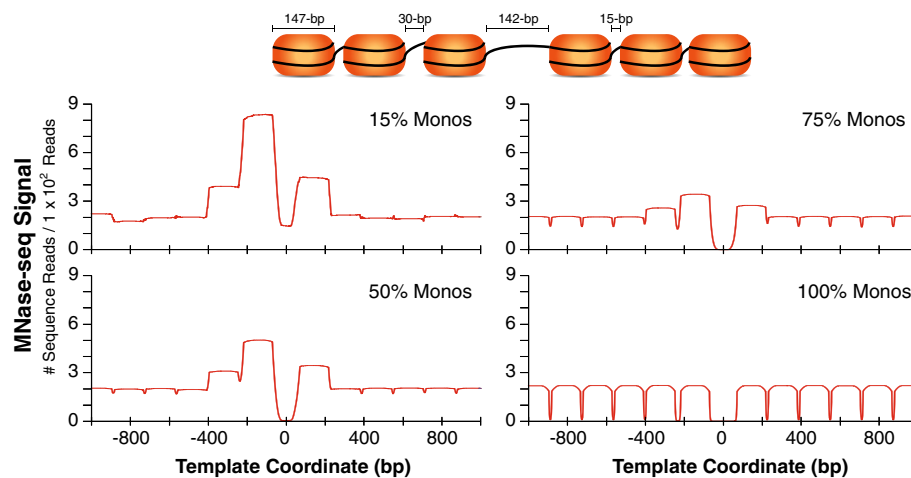 147-bp 30-bp 142-bp 15-bp
MNase-seq Signal
# Sequence Reads / 1 x 10² Reads
15% Monos
9
6
3
0
75% Monos
9
6
3
0
50% Monos
9
6
3
0
-800 -400 0 400 800
Template Coordinate (bp)
100% Monos
9
6
3
0
-800 -400 0 400 800
Template Coordinate (bp)